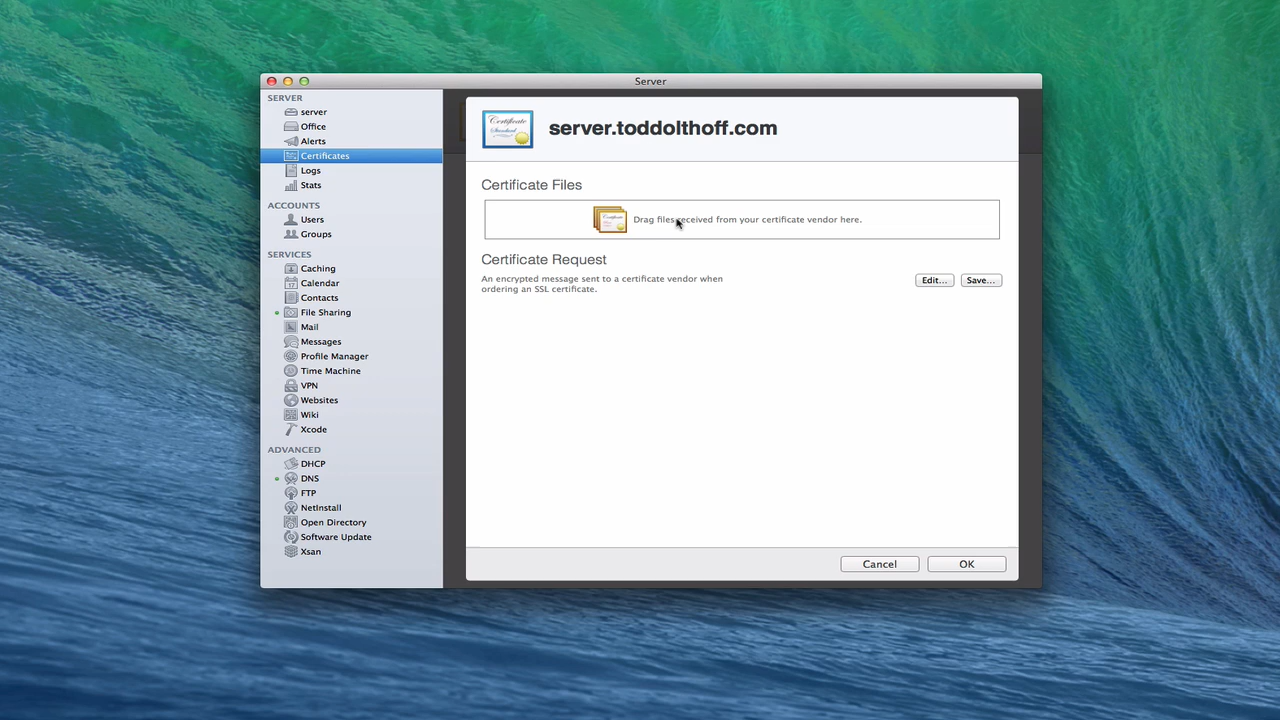 Server
SERVER
server
Office
Alerts
Certificates
Logs
Stats
ACCOUNTS
Users
Groups
SERVICES
Caching
Calendar
Contacts
File Sharing
Mail
Messages
Profile Manager
Time Machine
VPN
Websites
Wiki
Xcode
ADVANCED
DHCP
DNS
FTP
NetInstall
Open Directory
Software Update
Xsan
Certificate
Standard
server.toddolthoff.com
Certificate Files
Drag files received from your certificate vendor here.
Certificate Request
An encrypted message sent to a certificate vendor when
ordering an SSL certificate.
Edit...
Save...
Cancel
OK